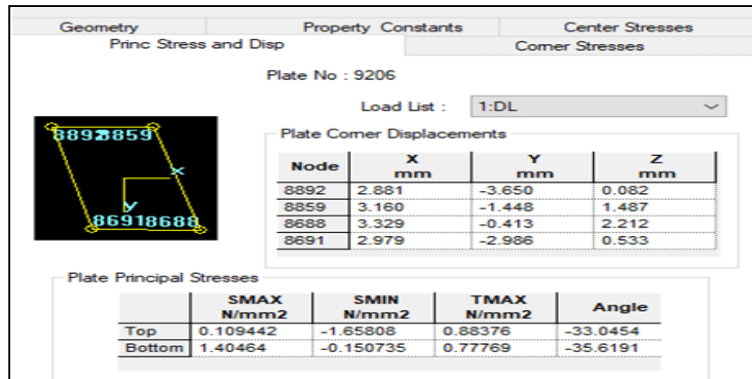 Geometry Property Constants Center Stresses
Princ Stress and Disp Corner Stresses
Plate No : 9206
Load List : 1:DL
8892 8859
x
y
8691 8688
Plate Corner Displacements
Node X mm Y mm Z mm
8892 2.881 -3.650 0.082
8859 3.160 -1.448 1.487
8688 3.329 -0.413 2.212
8691 2.979 -2.986 0.533
Plate Principal Stresses
SMAX N/mm2 SMIN N/mm2 TMAX N/mm2 Angle
Top 0.109442 -1.65808 0.88376 -33.0454
Bottom 1.40464 -0.150735 0.77769 -35.6191